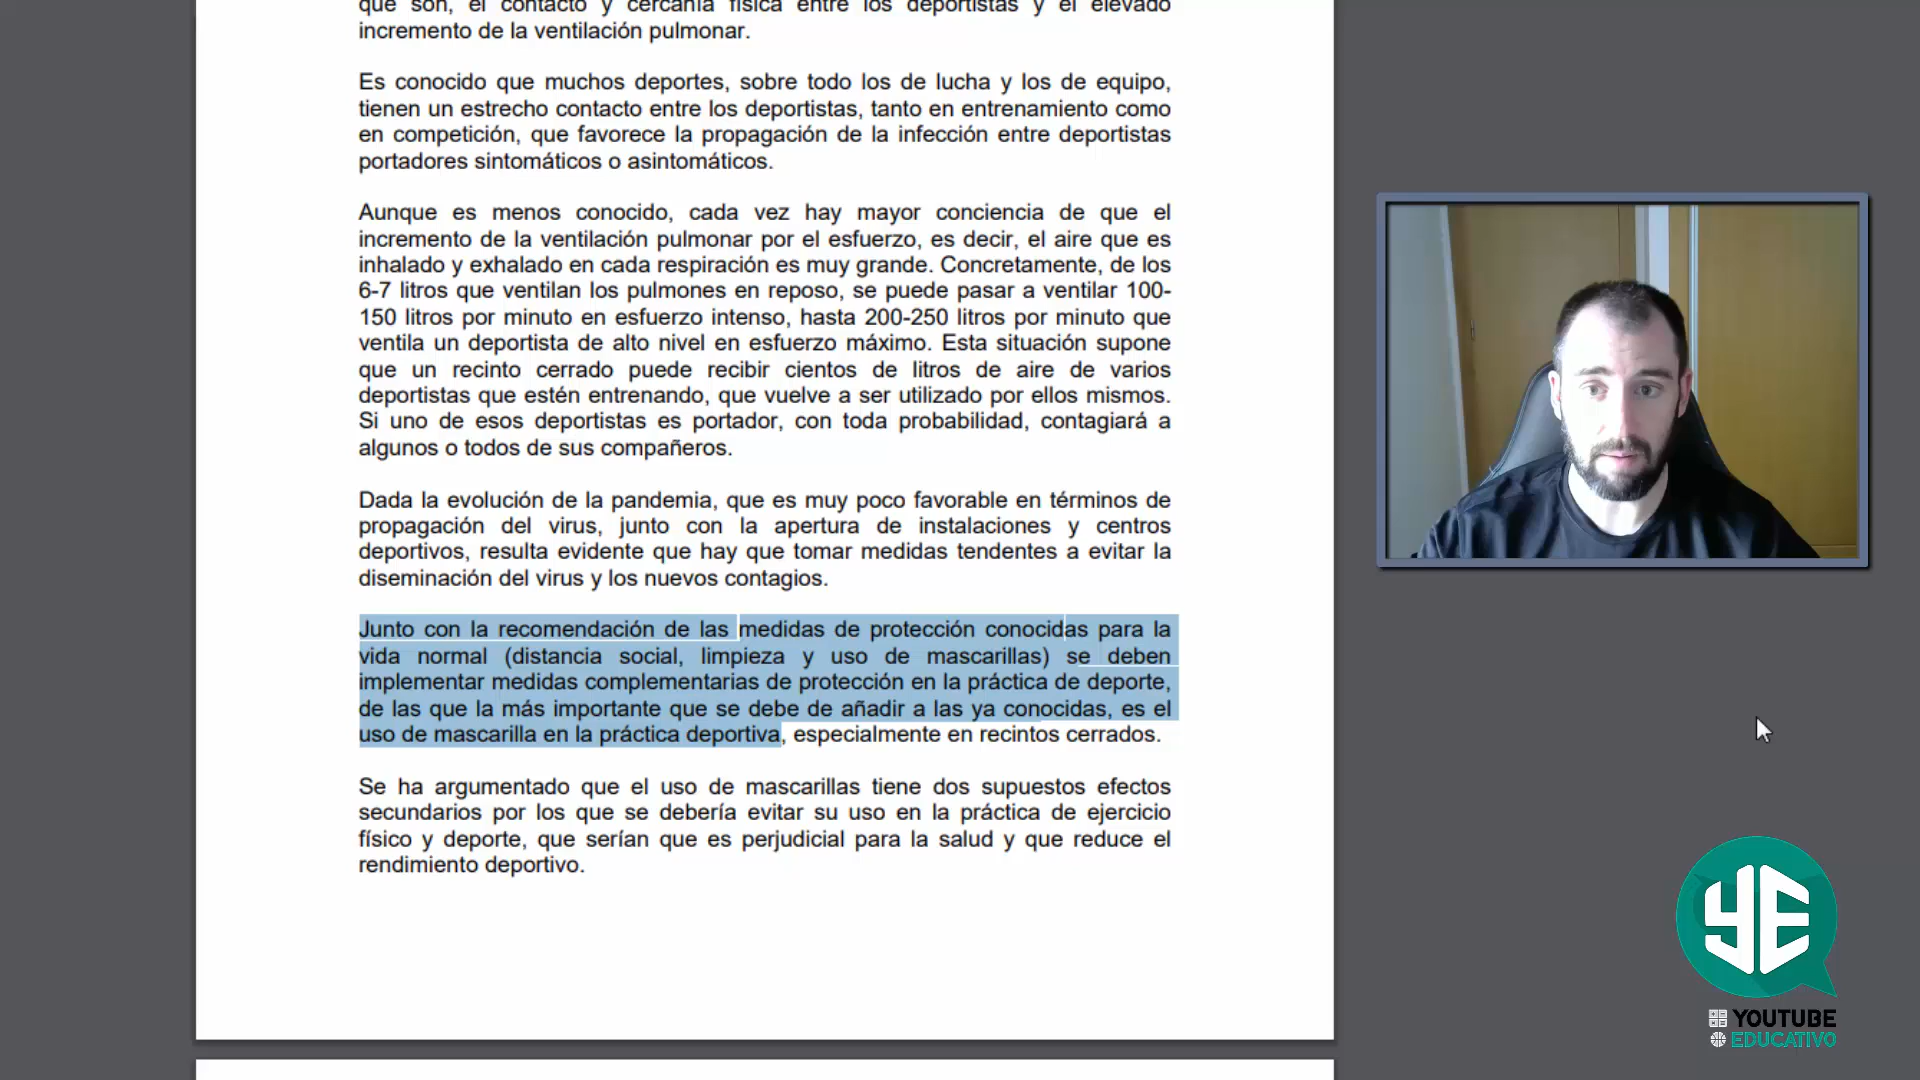 que son, el contacto y cercanía física entre los deportistas y el elevado
incremento de la ventilación pulmonar.
Es conocido que muchos deportes, sobre todo los de lucha y los de equipo,
tienen un estrecho contacto entre los deportistas, tanto en entrenamiento como
en competición, que favorece la propagación de la infección entre deportistas
portadores sintomáticos o asintomáticos.
Aunque es menos conocido, cada vez hay mayor conciencia de que el
incremento de la ventilación pulmonar por el esfuerzo, es decir, el aire que es
inhalado y exhalado en cada respiración es muy grande. Concretamente, de los
6-7 litros que ventilan los pulmones en reposo, se puede pasar a ventilar 100-
150 litros por minuto en esfuerzo intenso, hasta 200-250 litros por minuto que
ventila un deportista de alto nivel en esfuerzo máximo. Esta situación supone
que un recinto cerrado puede recibir cientos de litros de aire de varios
deportistas que estén entrenando, que vuelve a ser utilizado por ellos mismos.
Si uno de esos deportistas es portador, con toda probabilidad, contagiará a
algunos o todos de sus compañeros.
Dada la evolución de la pandemia, que es muy poco favorable en términos de
propagación del virus, junto con la apertura de instalaciones y centros
deportivos, resulta evidente que hay que tomar medidas tendentes a evitar la
diseminación del virus y los nuevos contagios.
Junto con la recomendación de las medidas de protección conocidas para la
vida normal (distancia social, limpieza y uso de mascarillas) se deben
implementar medidas complementarias de protección en la práctica de deporte,
de las que la más importante que se debe de añadir a las ya conocidas, es el
uso de mascarilla en la práctica deportiva, especialmente en recintos cerrados.
Se ha argumentado que el uso de mascarillas tiene dos supuestos efectos
secundarios por los que se debería evitar su uso en la práctica de ejercicio
físico y deporte, que serían que es perjudicial para la salud y que reduce el
rendimiento deportivo.
YE
YOUTUBE
EDUCATIVO